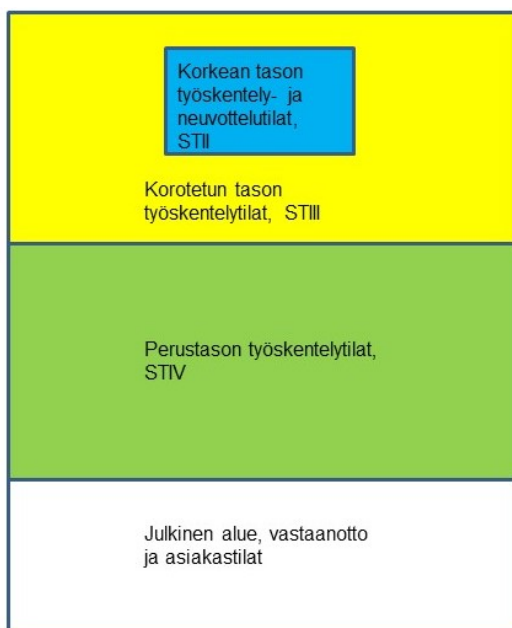 Korkean tason
työskentely- ja
neuvottelutilat,
STII
Korotetun tason
työskentelytilat, STIII
Perustason työskentelytilat,
STIV
Julkinen alue, vastaanotto
ja asiakastilat